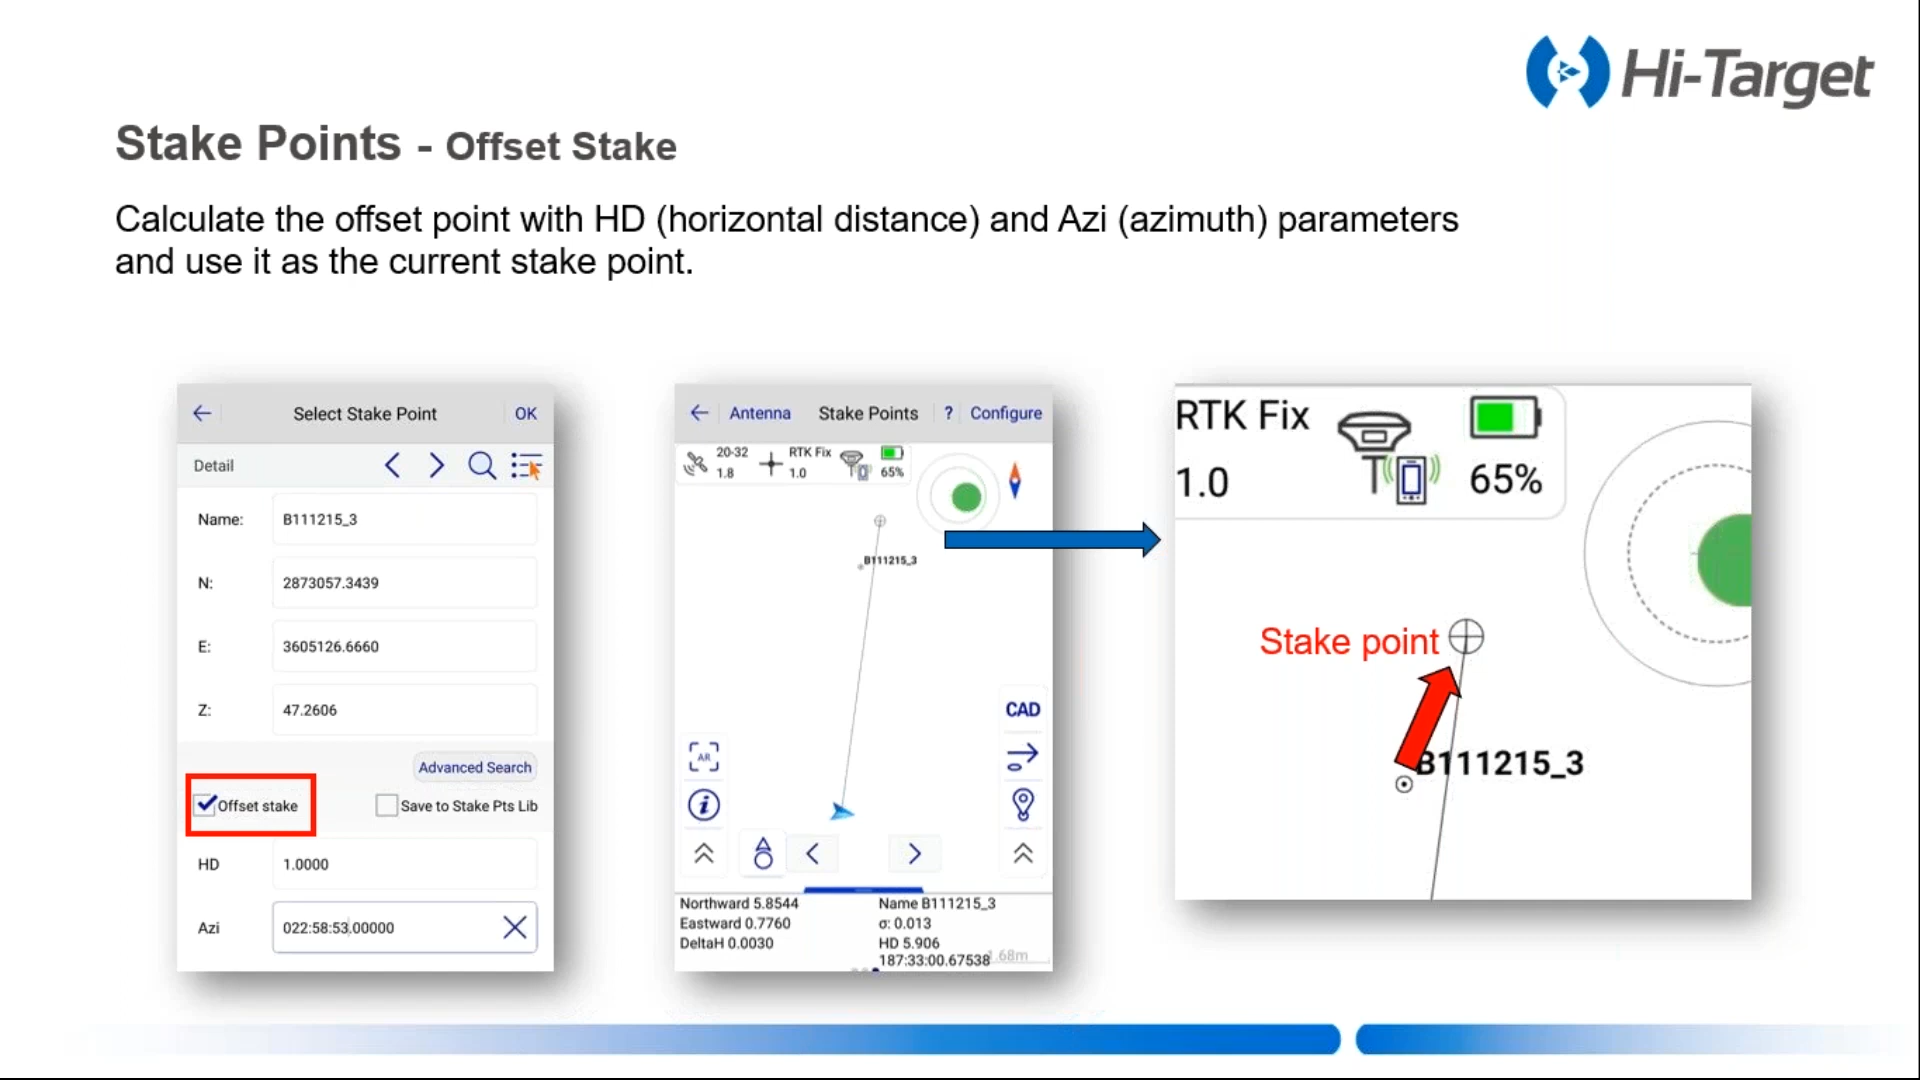 Hi-Target
Stake Points - Offset Stake
Calculate the offset point with HD (horizontal distance) and Azi (azimuth) parameters
and use it as the current stake point.
Select Stake Point
OK
Detail
Name:
B111215_3
N:
2873057.3439
E:
3605126.6660
Z:
47.2606
Advanced Search
Offset stake
Save to Stake Pts Lib
HD
1.0000
Azi
022:58:53.00000
Antenna
Stake Points
?
Configure
20-32
1.8
RTK Fix
1.0
65%
B111215_3
CAD
AR
Northward 5.8544
Eastward 0.7760
DeltaH 0.0030
Name B111215_3
σ: 0.013
HD 5.906
187:33:00.67538
1.68m
RTK Fix
1.0
65%
Stake point
B111215_3